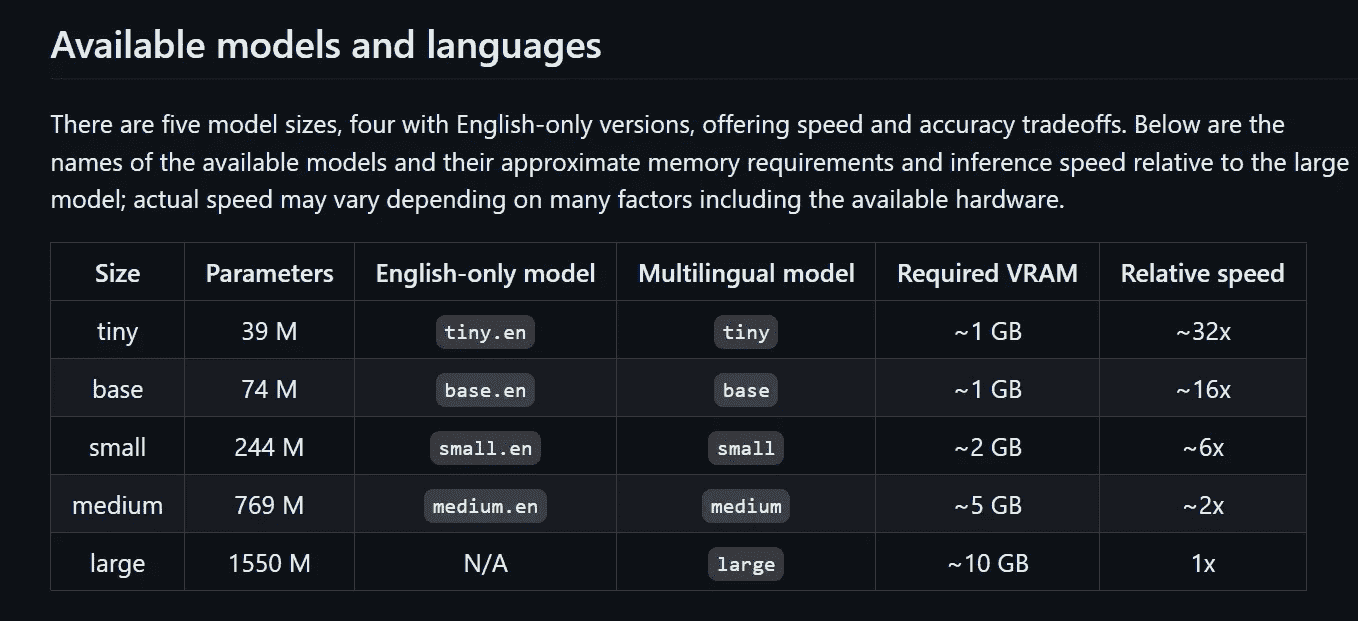 Available models and languages
There are five model sizes, four with English-only versions, offering speed and accuracy tradeoffs. Below are the
names of the available models and their approximate memory requirements and inference speed relative to the large
model; actual speed may vary depending on many factors including the available hardware.
Size Parameters English-only model Multilingual model Required VRAM Relative speed
tiny 39 M tiny.en tiny ~1 GB ~32x
base 74 M base.en base ~1 GB ~16x
small 244 M small.en small ~2 GB ~6x
medium 769 M medium.en medium ~5 GB ~2x
large 1550 M N/A large ~10 GB 1x